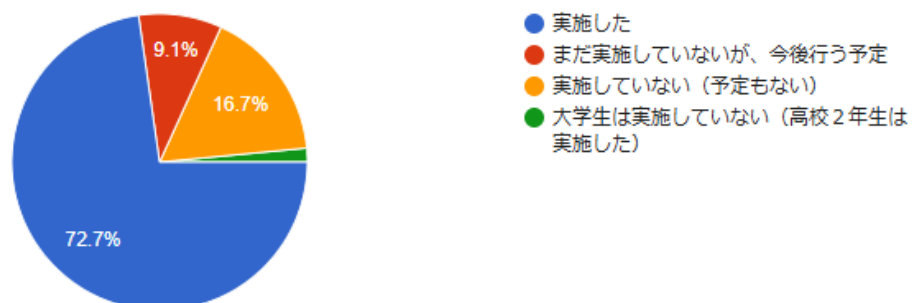 9.1%
16.7%
72.7%
実施した
まだ実施していないが、今後行う予定
実施していない（予定もない）
大学生は実施していない（高校２年生は
実施した）